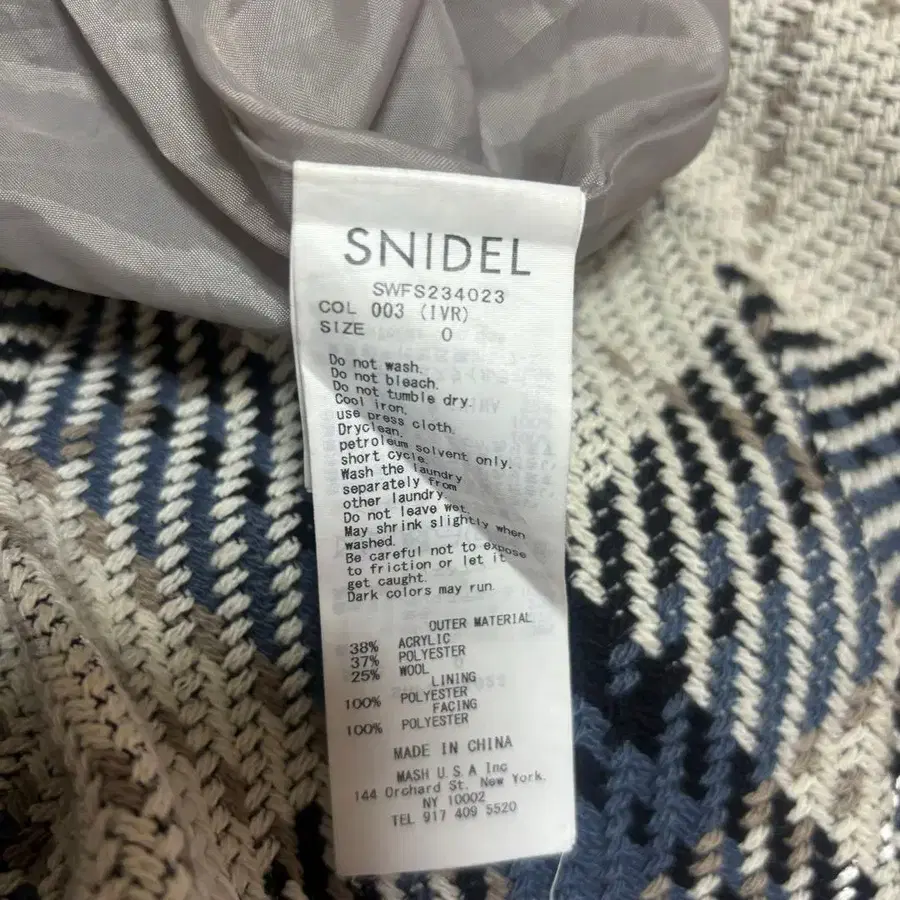 SNIDEL
SWFS234023
COL 003 (IVR)
SIZE 0
Do not wash.
Do not bleach.
Do not tumble dry.
Cool iron,
use press cloth.
Dryclean,
petroleum solvent only.
short cycle.
Wash the laundry
separately from
other laundry.
Do not leave wet.
May shrink slightly when
washed.
Be careful not to expose
to friction or let it
get caught.
Dark colors may run.
OUTER MATERIAL
38% ACRYLIC
37% POLYESTER
25% WOOL
LINING
100% POLYESTER
FACING
100% POLYESTER
MADE IN CHINA
MASH U.S.A Inc
144 Orchard St. New York.
NY 10002
TEL 917 409 5520